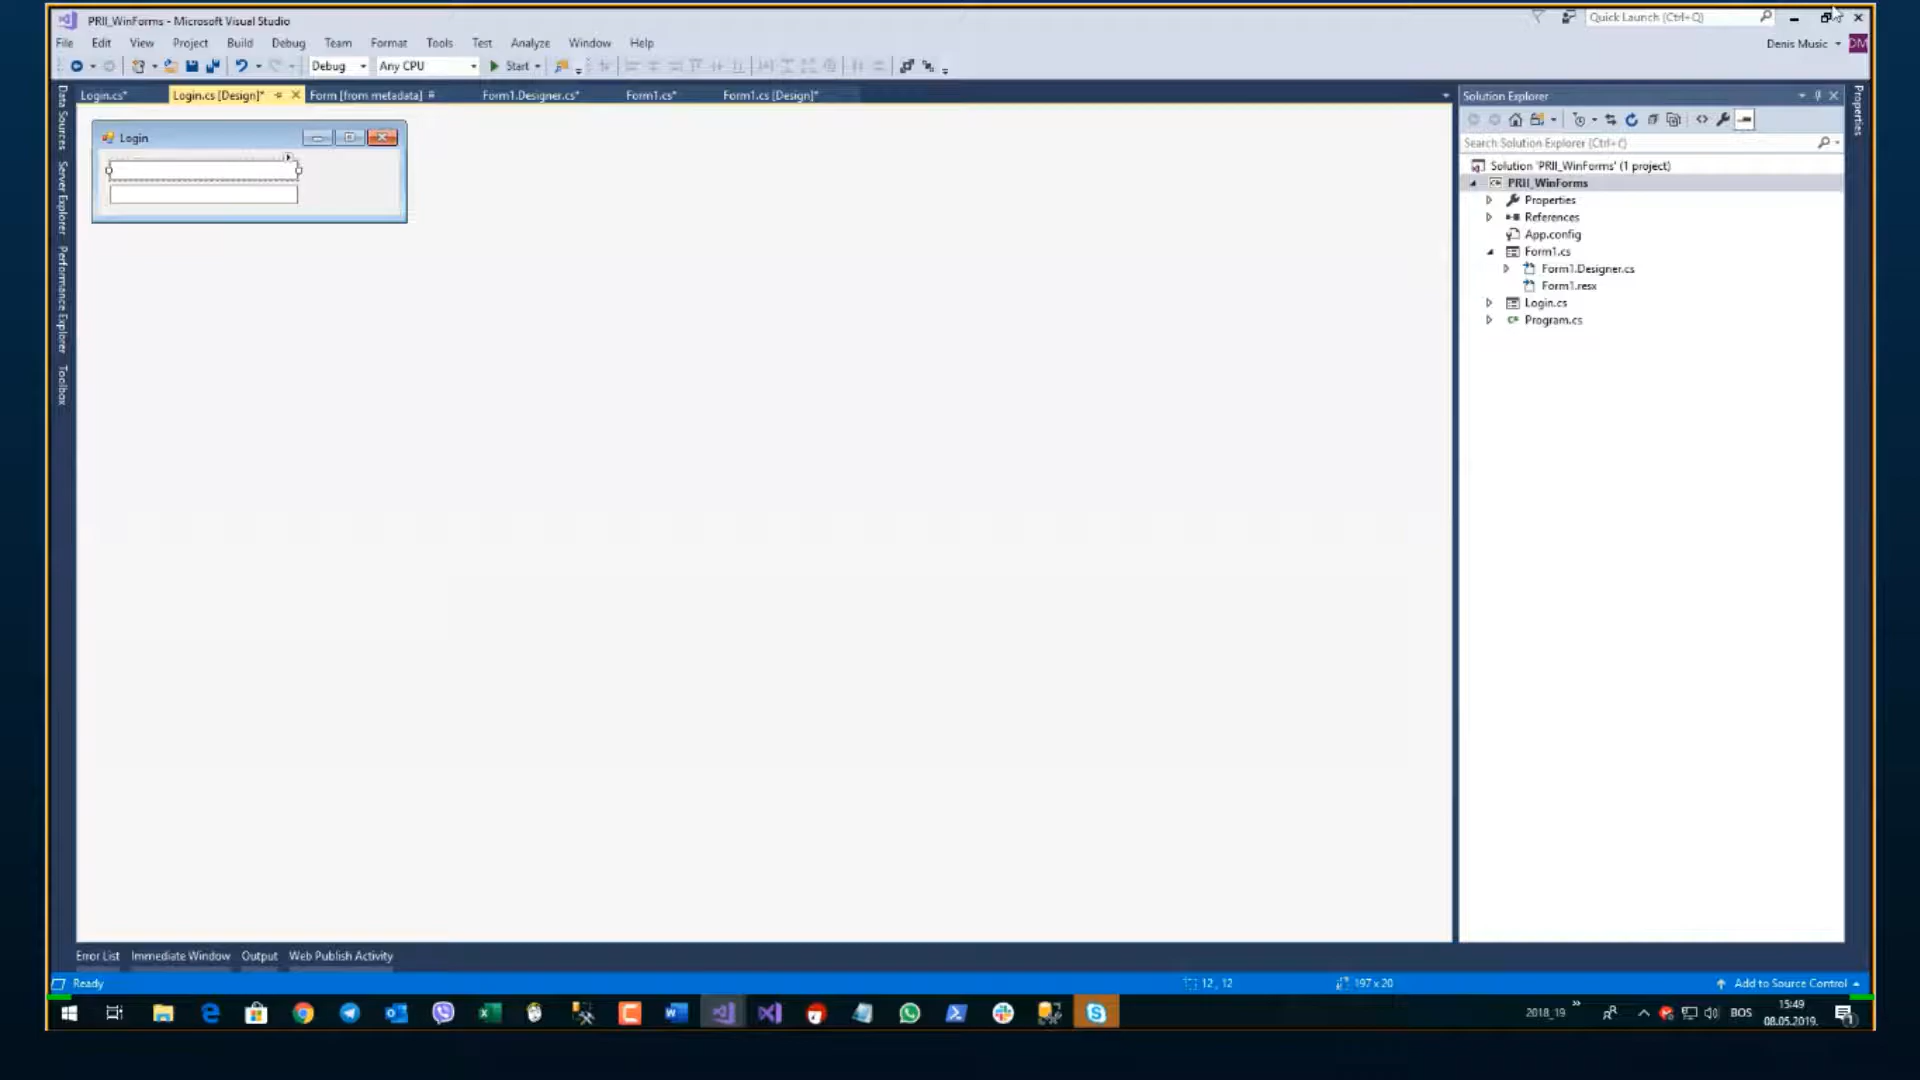 PRII_WinForms - Microsoft Visual Studio
Quick Launch (Ctrl+Q)
File Edit View Project Build Debug Team Format Tools Test Analyze Window Help
Denis Music DM
Debug Any CPU Start
Login.cs* Login.cs [Design]* Form [from metadata] Form1.Designer.cs* Form1.cs* Form1.cs [Design]*
Solution Explorer
Data Sources
Server Explorer
Performance Explorer
Toolbox
Properties
Login
Search Solution Explorer (Ctrl+Č)
Solution 'PRII_WinForms' (1 project)
PRII_WinForms
Properties
References
App.config
Form1.cs
Form1.Designer.cs
Form1.resx
Login.cs
Program.cs
Error List Immediate Window Output Web Publish Activity
Ready 12 , 12 197 x 20 Add to Source Control
2018_19 BOS 15:49
08.05.2019.